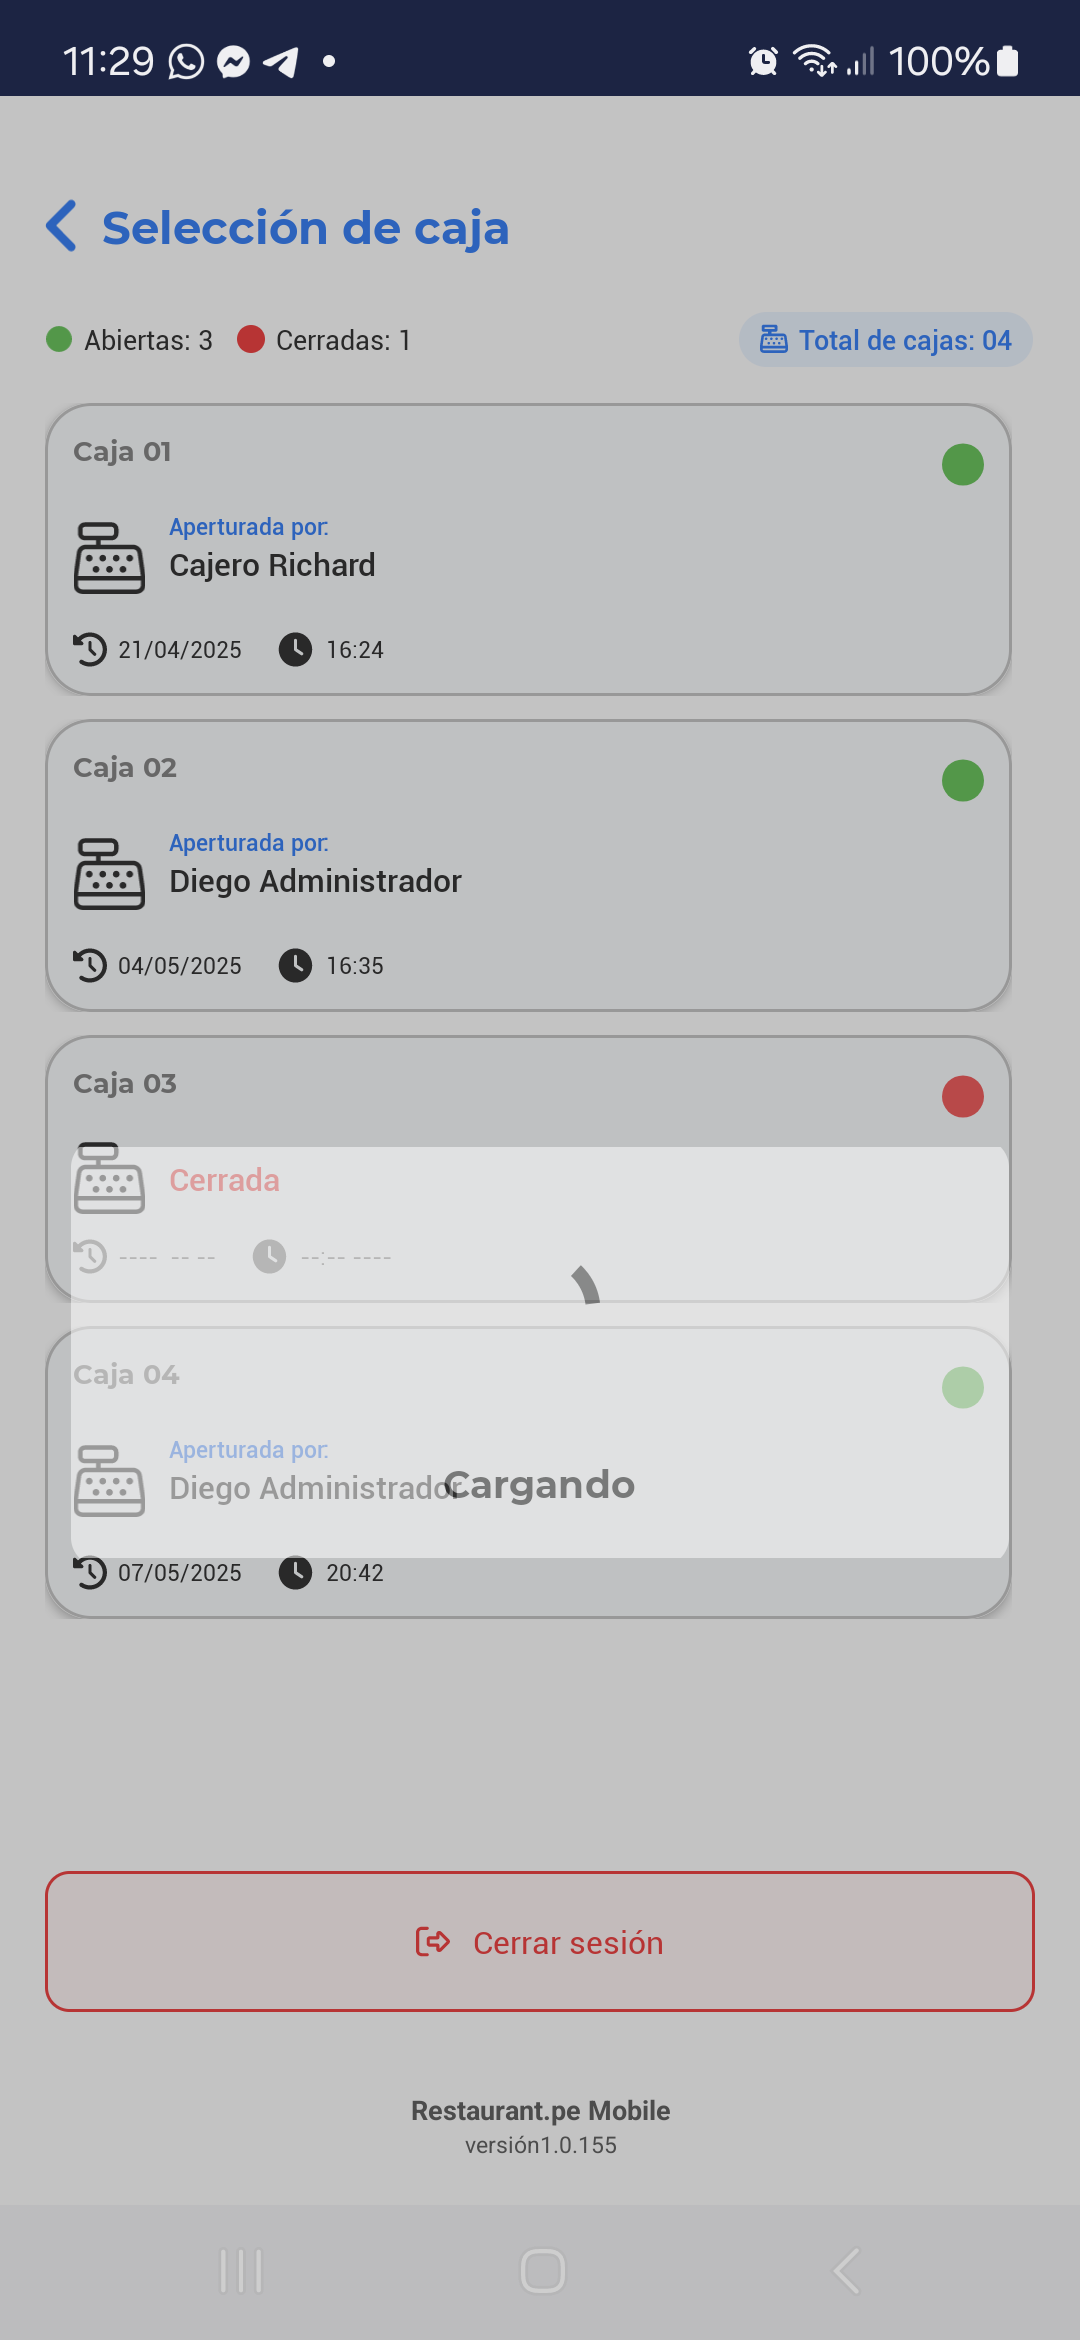 11:29 100%
Selección de caja
Abiertas: 3 Cerradas: 1 Total de cajas: 04
Caja 01
Aperturada por:
Cajero Richard
21/04/2025 16:24
Caja 02
Aperturada por:
Diego Administrador
04/05/2025 16:35
Caja 03
Cerrada
---- -- -- --:-- ----
Caja 04
Aperturada por:
Diego Administrador
Cargando
07/05/2025 20:42
Cerrar sesión
Restaurant.pe Mobile
versión1.0.155